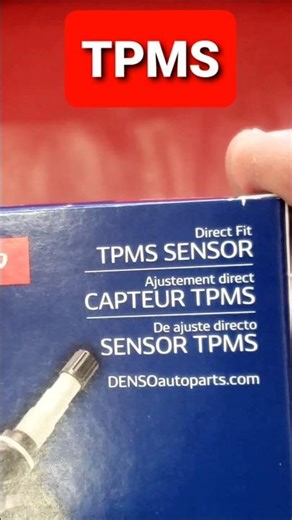 TPMS
Direct Fit
TPMS SENSOR
Ajustement direct
CAPTEUR TPMS
De ajuste directo
SENSOR TPMS
DENSOautoparts.com